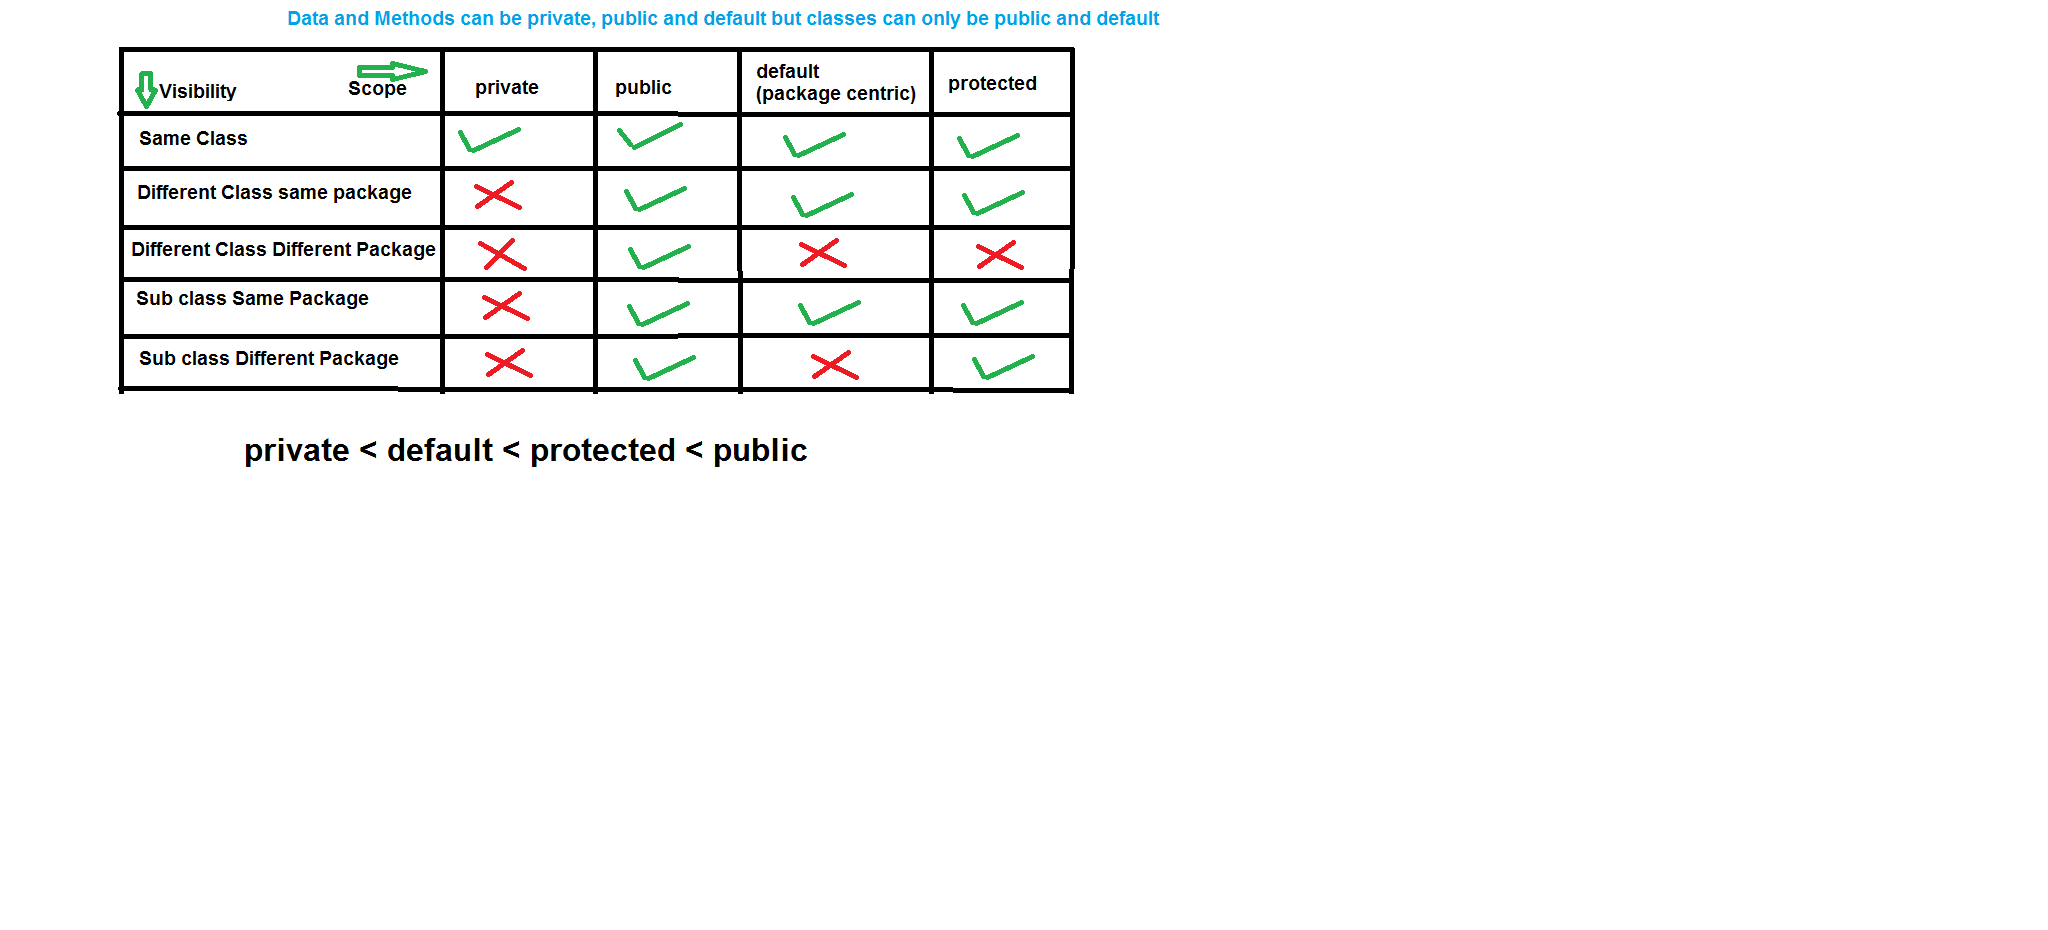 Data and Methods can be private, public and default but classes can only be public and default
Visibility Scope private public default (package centric) protected
Same Class
Different Class same package
Different Class Different Package
Sub class Same Package
Sub class Different Package
private < default < protected < public